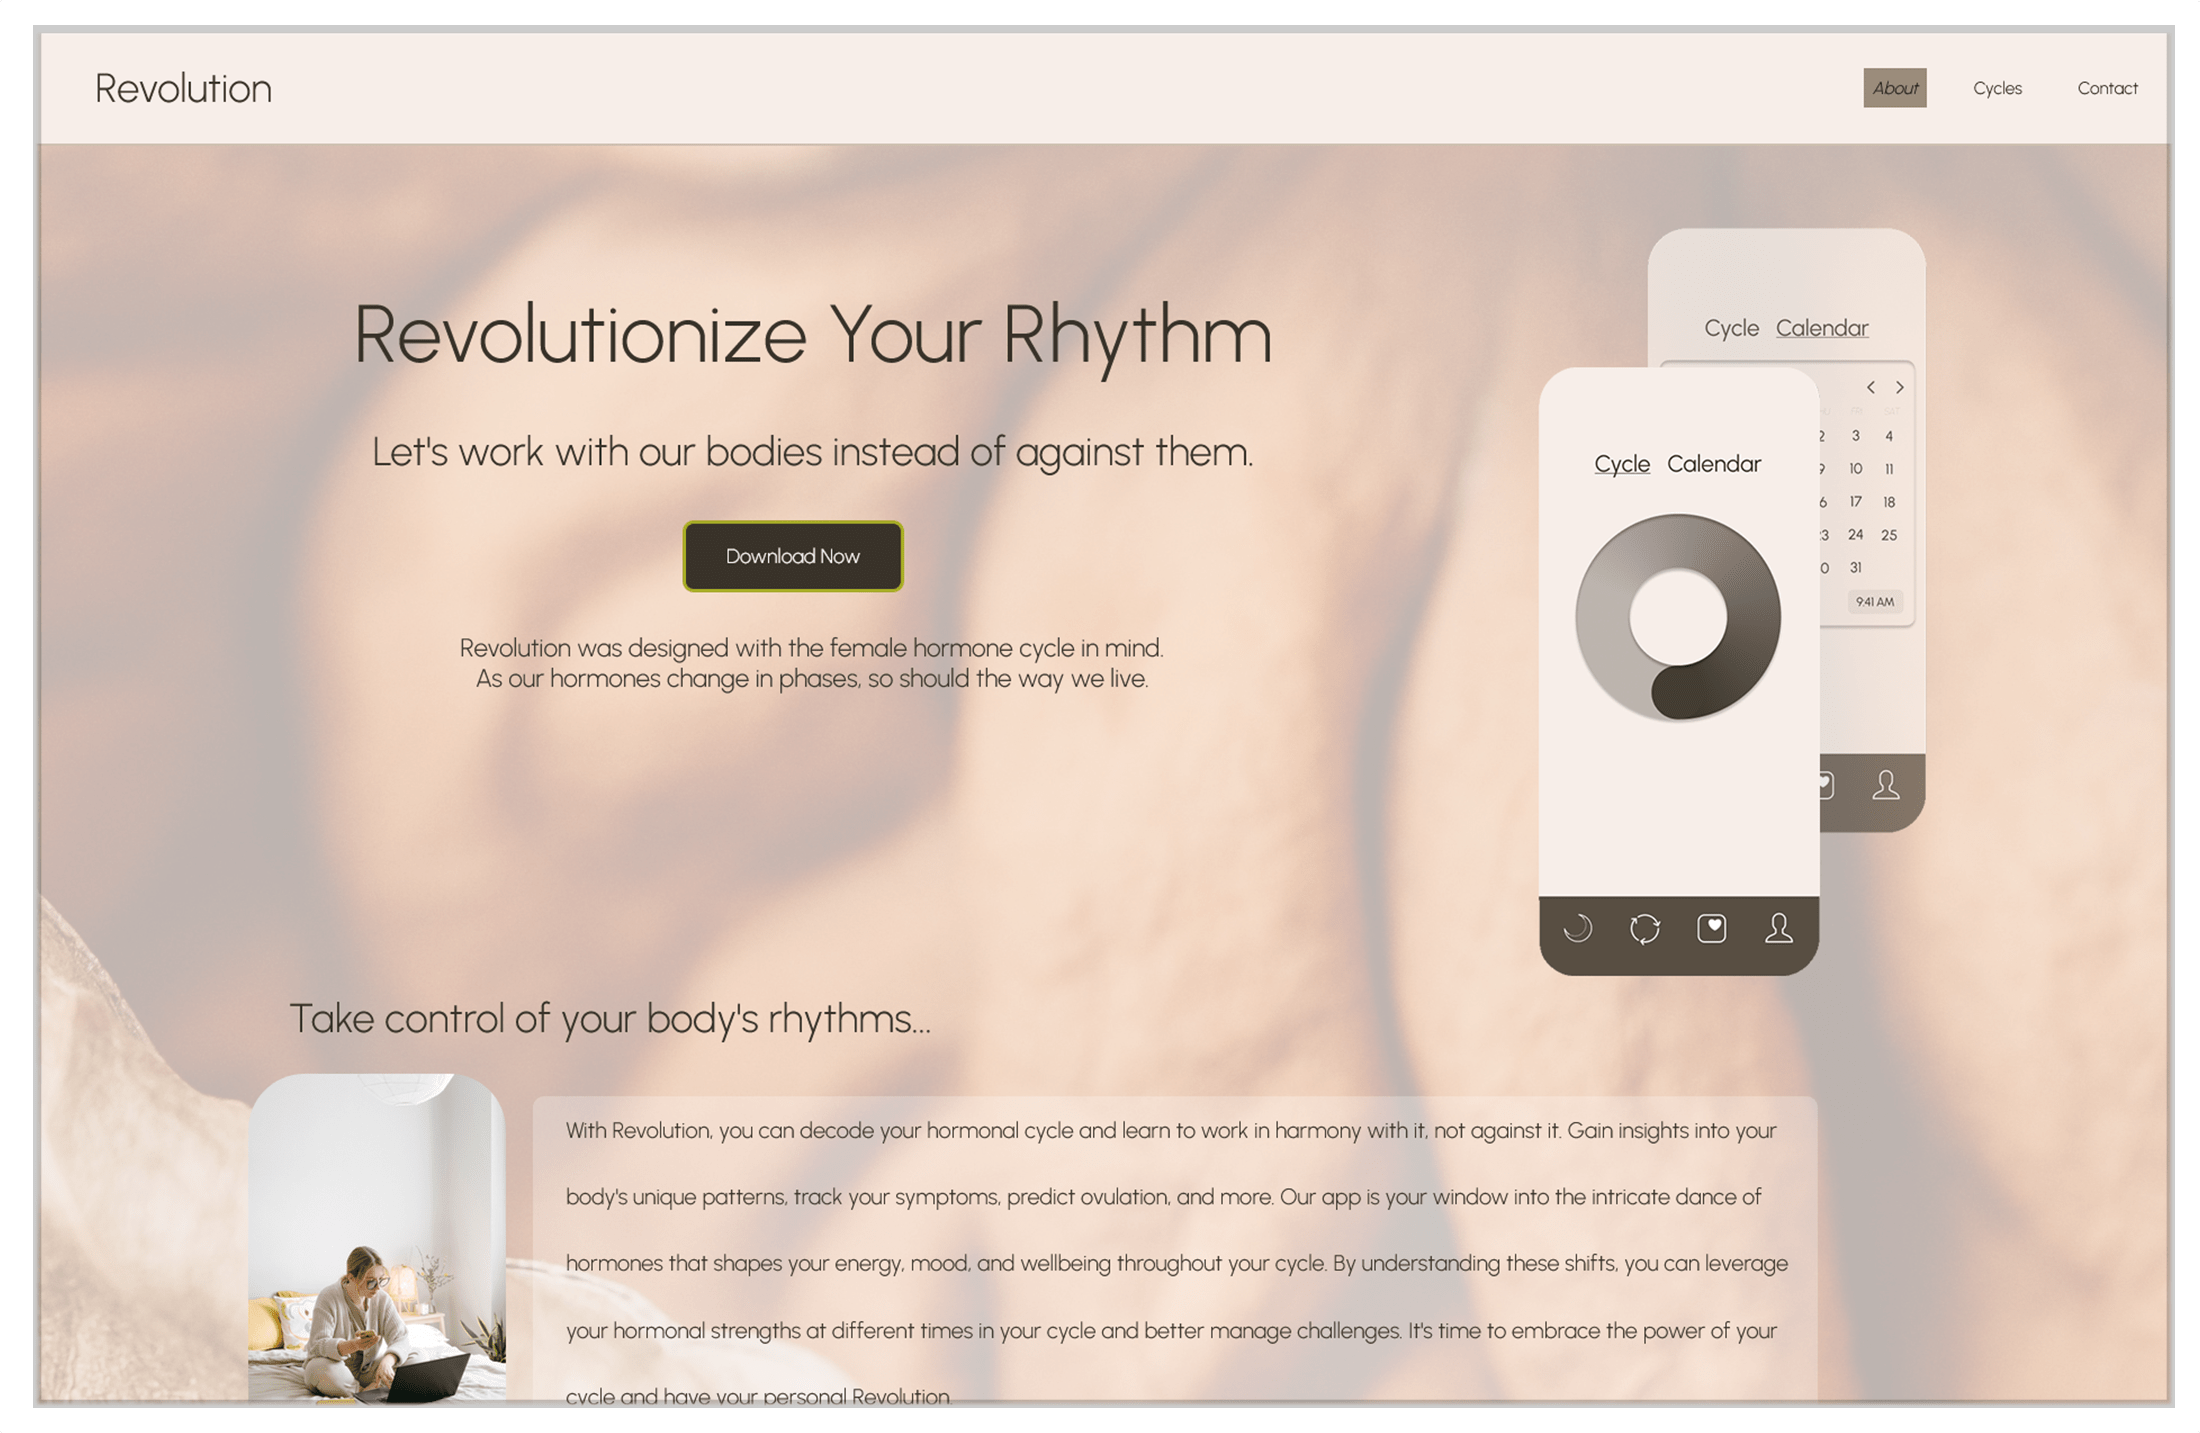 Revolution
About Cycles Contact
Revolutionize Your Rhythm
Let's work with our bodies instead of against them.
Download Now
Revolution was designed with the female hormone cycle in mind.
As our hormones change in phases, so should the way we live.
Cycle Calendar
FRI SAT
2 3 4
9 10 11
6 17 18
23 24 25
0 31
9:41 AM
Cycle Calendar
Take control of your body's rhythms...
With Revolution, you can decode your hormonal cycle and learn to work in harmony with it, not against it. Gain insights into your
body's unique patterns, track your symptoms, predict ovulation, and more. Our app is your window into the intricate dance of
hormones that shapes your energy, mood, and wellbeing throughout your cycle. By understanding these shifts, you can leverage
your hormonal strengths at different times in your cycle and better manage challenges. It's time to embrace the power of your
cycle and have your personal Revolution.